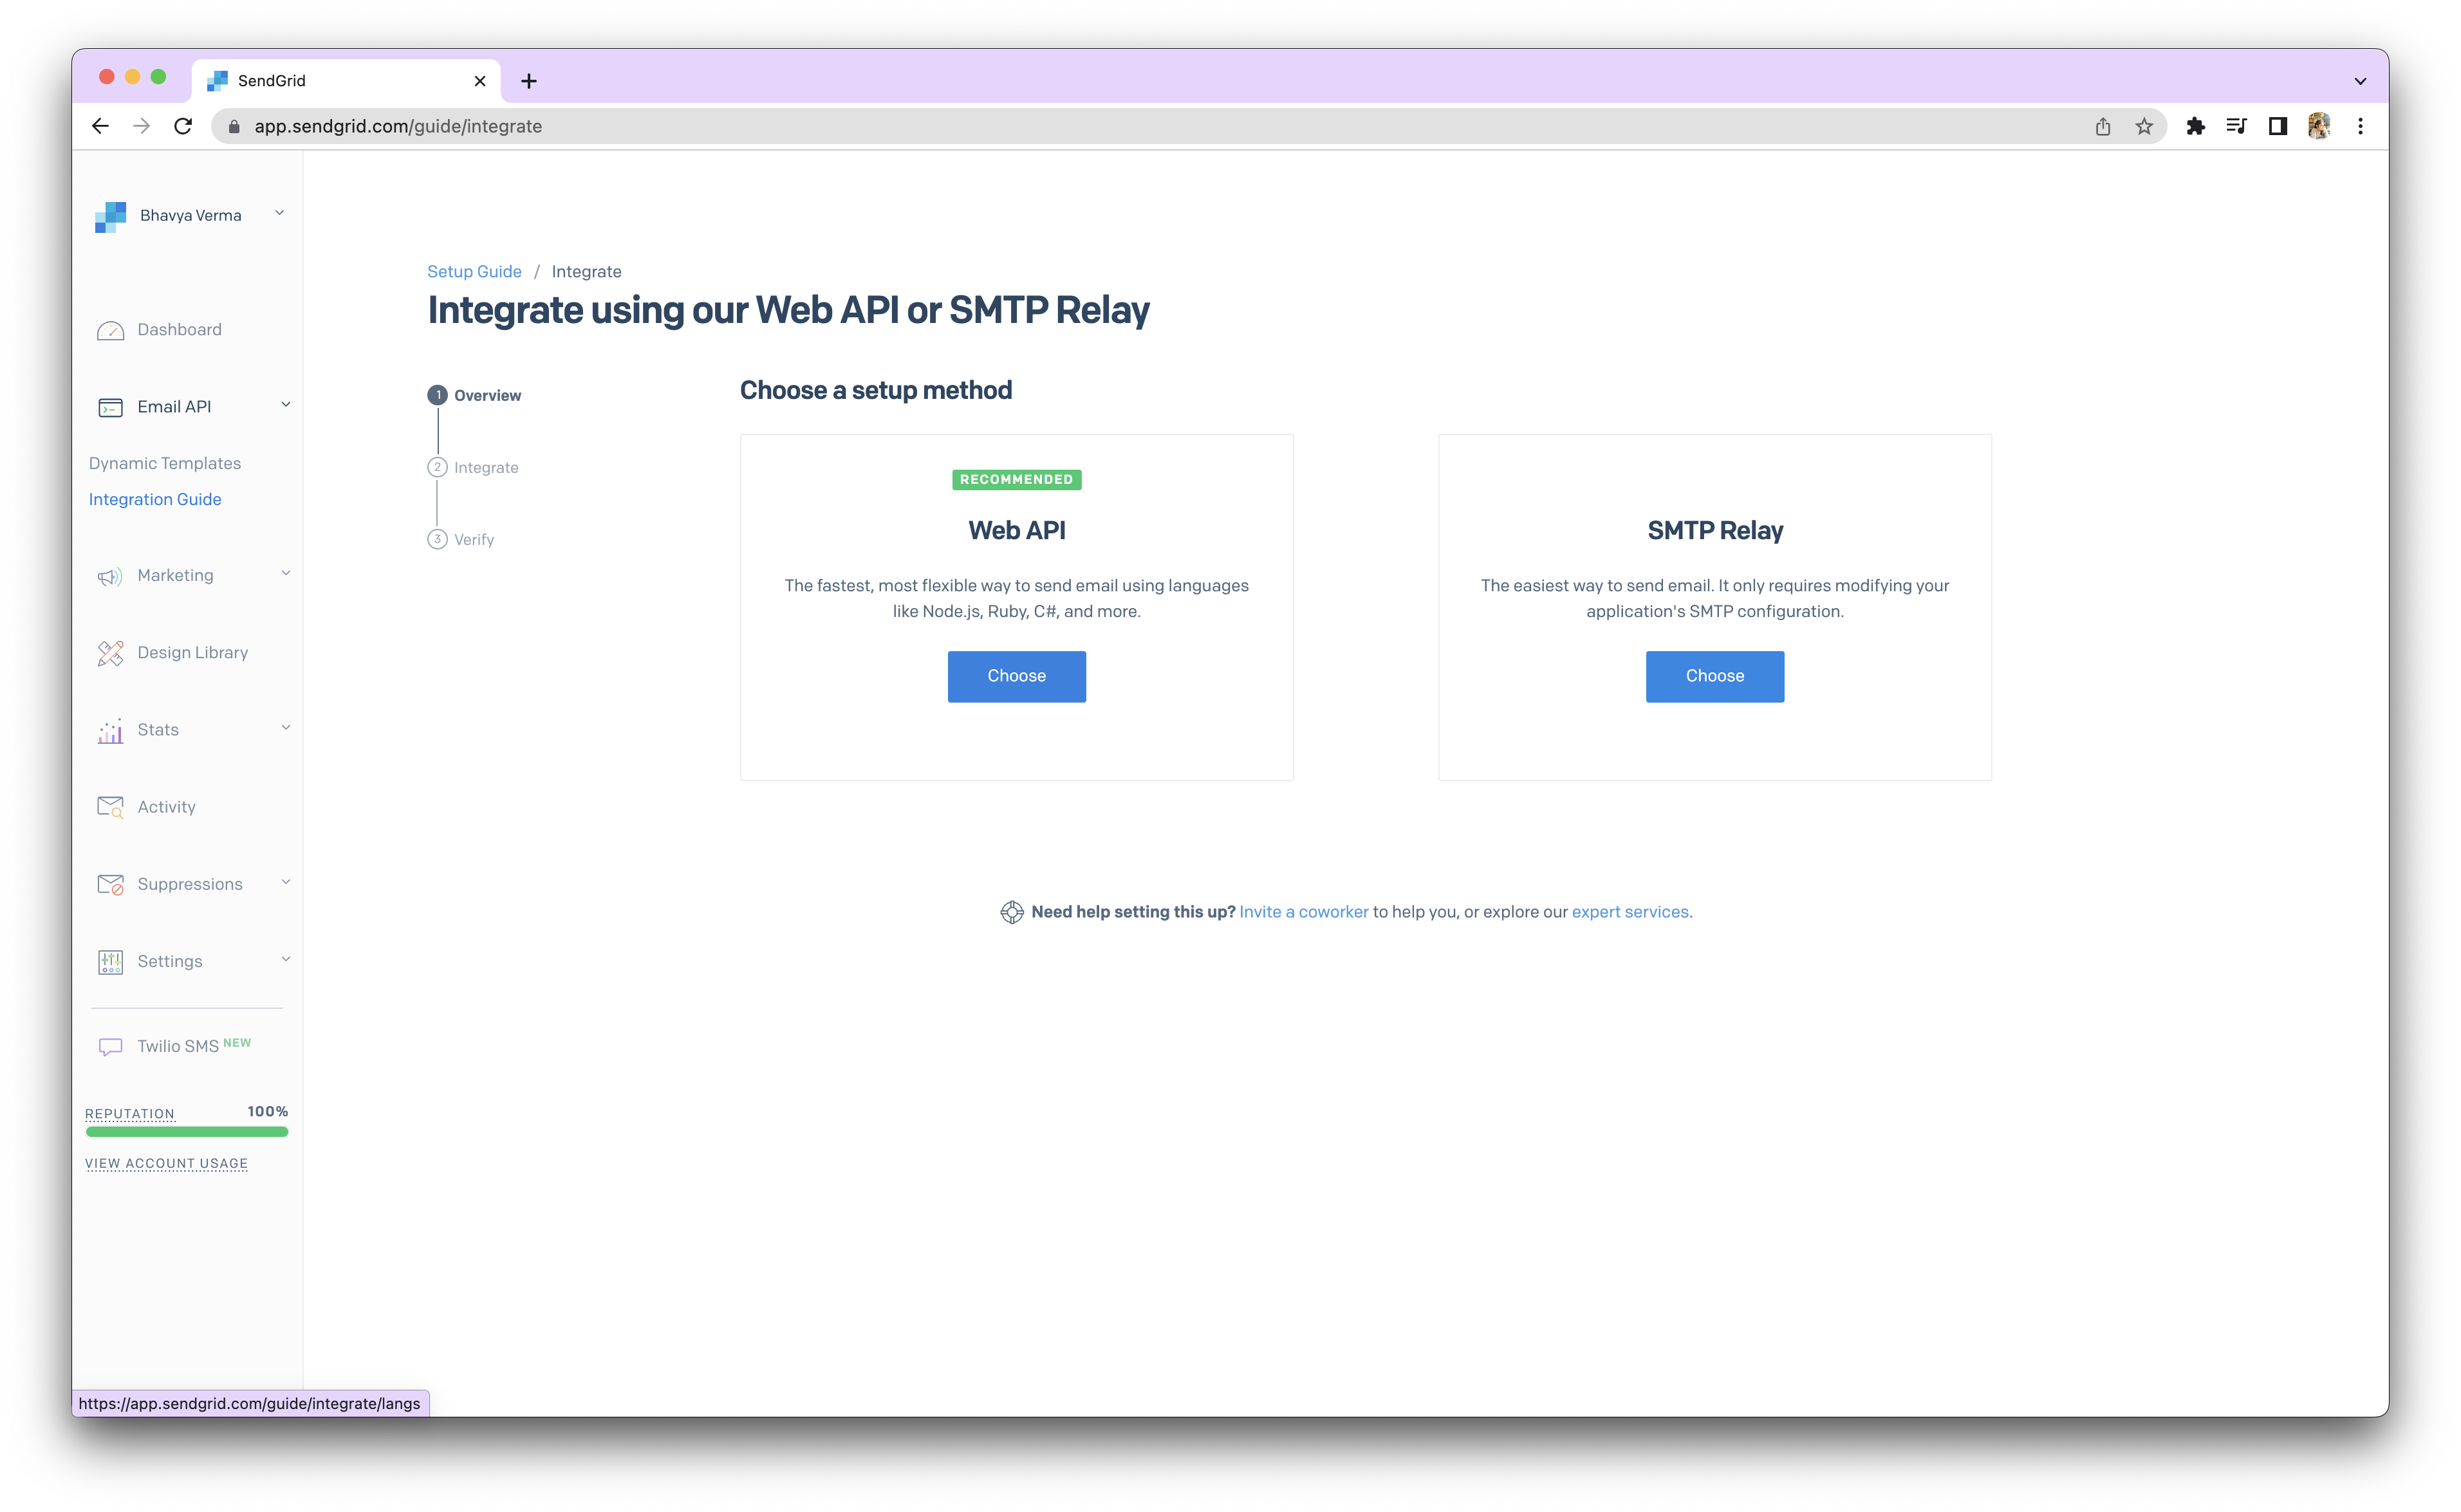 SendGrid
app.sendgrid.com/guide/integrate
Bhavya Verma
Dashboard
Email API
Dynamic Templates
Integration Guide
Marketing
Design Library
Stats
Activity
Suppressions
Settings
Twilio SMS NEW
REPUTATION 100%
VIEW ACCOUNT USAGE
Setup Guide / Integrate
Integrate using our Web API or SMTP Relay
1 Overview
2 Integrate
3 Verify
Choose a setup method
RECOMMENDED
Web API
The fastest, most flexible way to send email using languages
like Node.js, Ruby, C#, and more.
Choose
SMTP Relay
The easiest way to send email. It only requires modifying your
application's SMTP configuration.
Choose
Need help setting this up? Invite a coworker to help you, or explore our expert services.
https://app.sendgrid.com/guide/integrate/langs